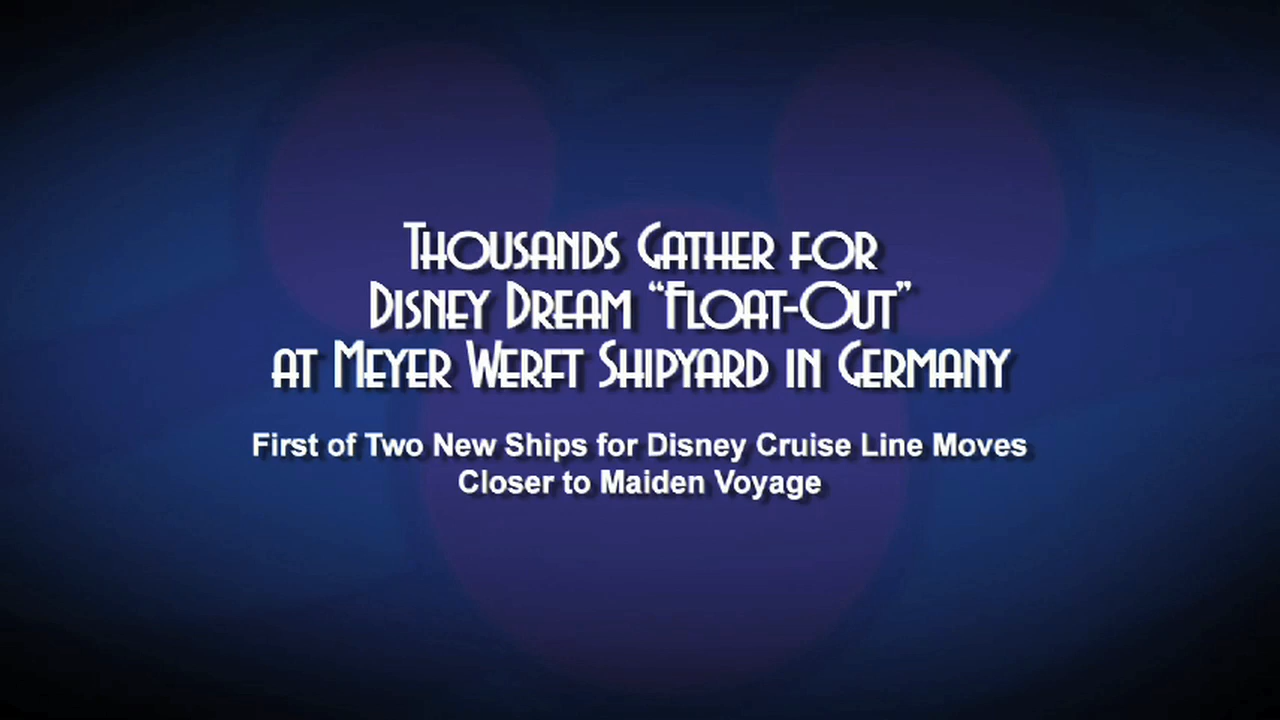 Thousands Gather for
Disney Dream “Float-Out”
at Meyer Werft Shipyard in Germany
First of Two New Ships for Disney Cruise Line Moves
Closer to Maiden Voyage